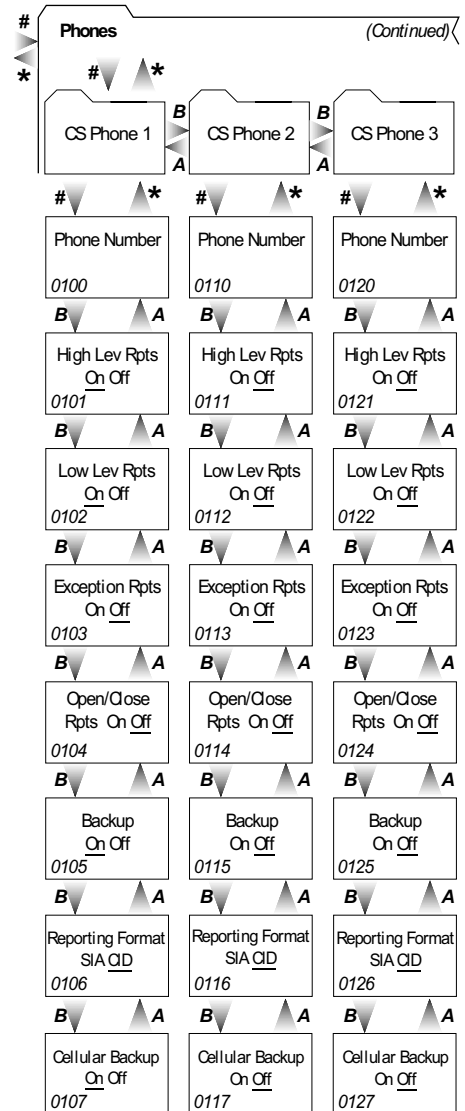 # Phones (Continued)
*
# *
CS Phone 1 B CS Phone 2 B CS Phone 3
A A
# * # * # *
Phone Number Phone Number Phone Number
0100 0110 0120
B A B A B A
High Lev Rpts High Lev Rpts High Lev Rpts
On Off On Off On Off
0101 0111 0121
B A B A B A
Low Lev Rpts Low Lev Rpts Low Lev Rpts
On Off On Off On Off
0102 0112 0122
B A B A B A
Exception Rpts Exception Rpts Exception Rpts
On Off On Off On Off
0103 0113 0123
B A B A B A
Open/Close Open/Close Open/Close
Rpts On Off Rpts On Off Rpts On Off
0104 0114 0124
B A B A B A
Backup Backup Backup
On Off On Off On Off
0105 0115 0125
B A B A B A
Reporting Format Reporting Format Reporting Format
SIA CID SIA CID SIA CID
0106 0116 0126
B A B A B A
Cellular Backup Cellular Backup Cellular Backup
On Off On Off On Off
0107 0117 0127